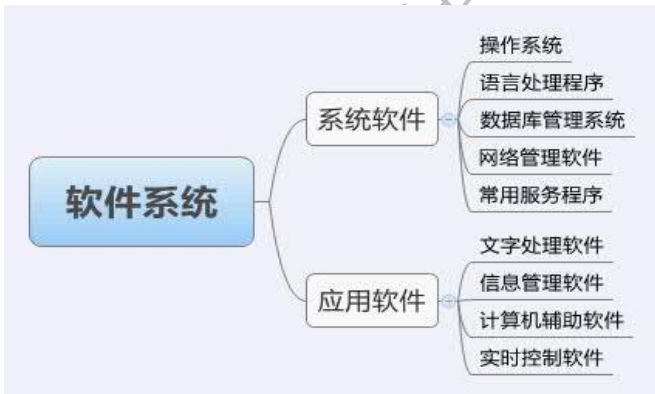 软件系统
系统软件
操作系统
语言处理程序
数据库管理系统
网络管理软件
常用服务程序
应用软件
文字处理软件
信息管理软件
计算机辅助软件
实时控制软件